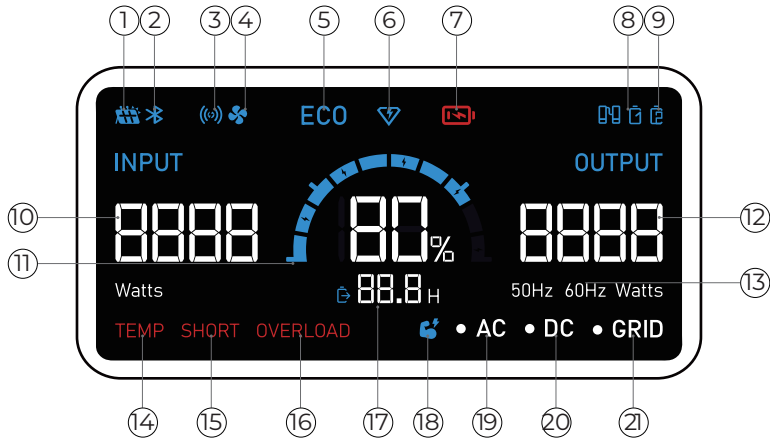 1 2 3 4 5 6 7 8 9
ECO
INPUT OUTPUT
10 8888 80% 8888 12
11
13
Watts 88.8 H 50Hz 60Hz Watts
TEMP SHORT OVERLOAD AC DC GRID
14 15 16 17 18 19 20 21